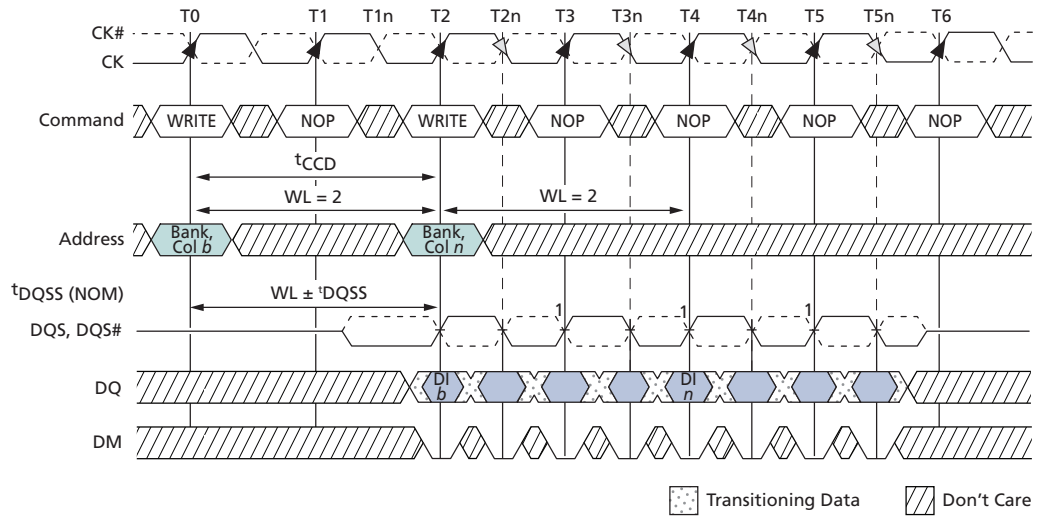 T0 T1 T1n T2 T2n T3 T3n T4 T4n T5 T5n T6
CK#
CK
Command WRITE NOP WRITE NOP NOP NOP NOP
tCCD
WL = 2 WL = 2
Address Bank, Col b Bank, Col n
tDQSS (NOM) WL ± tDQSS
DQS, DQS# 1 1 1
DQ DI b DI n
DM
Transitioning Data Don't Care